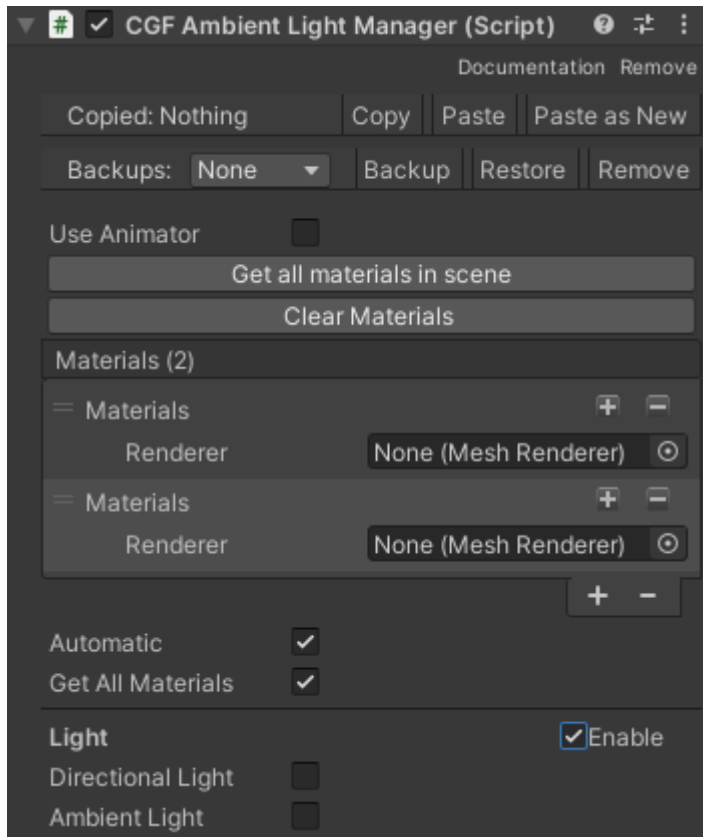 # CGF Ambient Light Manager (Script)
Documentation Remove
Copied: Nothing Copy Paste Paste as New
Backups: None Backup Restore Remove
Use Animator
Get all materials in scene
Clear Materials
Materials (2)
Materials
Renderer None (Mesh Renderer)
Materials
Renderer None (Mesh Renderer)
Automatic
Get All Materials
Light Enable
Directional Light
Ambient Light